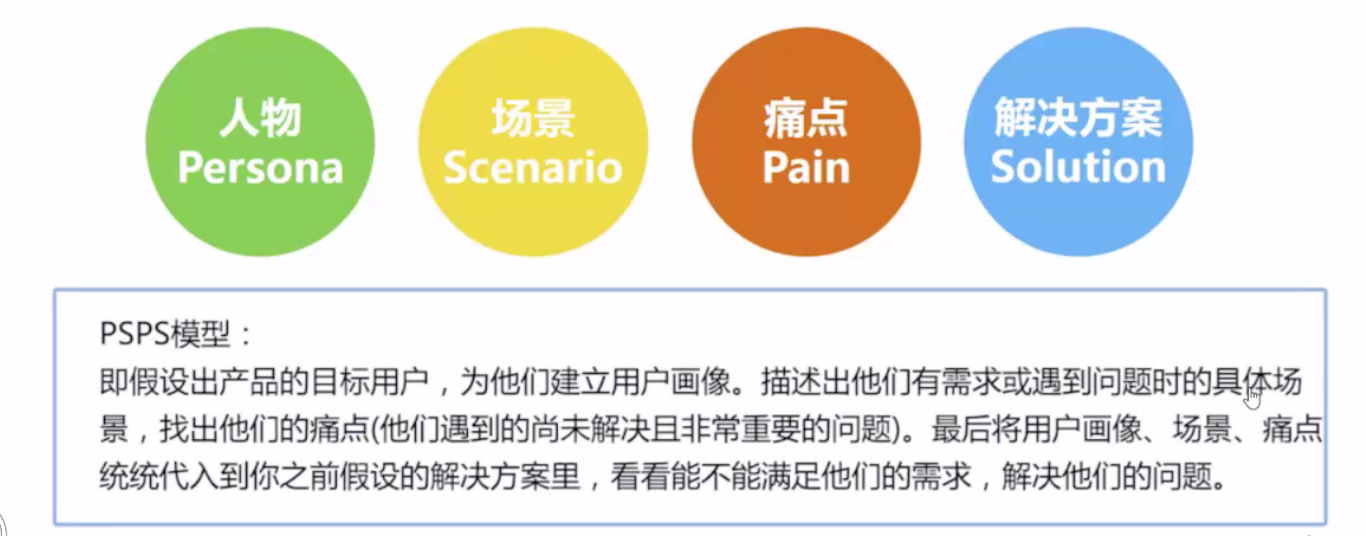 人物
Persona
场景
Scenario
痛点
Pain
解决方案
Solution
PSPS模型：
即假设出产品的目标用户，为他们建立用户画像。描述出他们有需求或遇到问题时的具体场
景，找出他们的痛点(他们遇到的尚未解决且非常重要的问题)。最后将用户画像、场景、痛点
统统代入到你之前假设的解决方案里，看看能不能满足他们的需求，解决他们的问题。